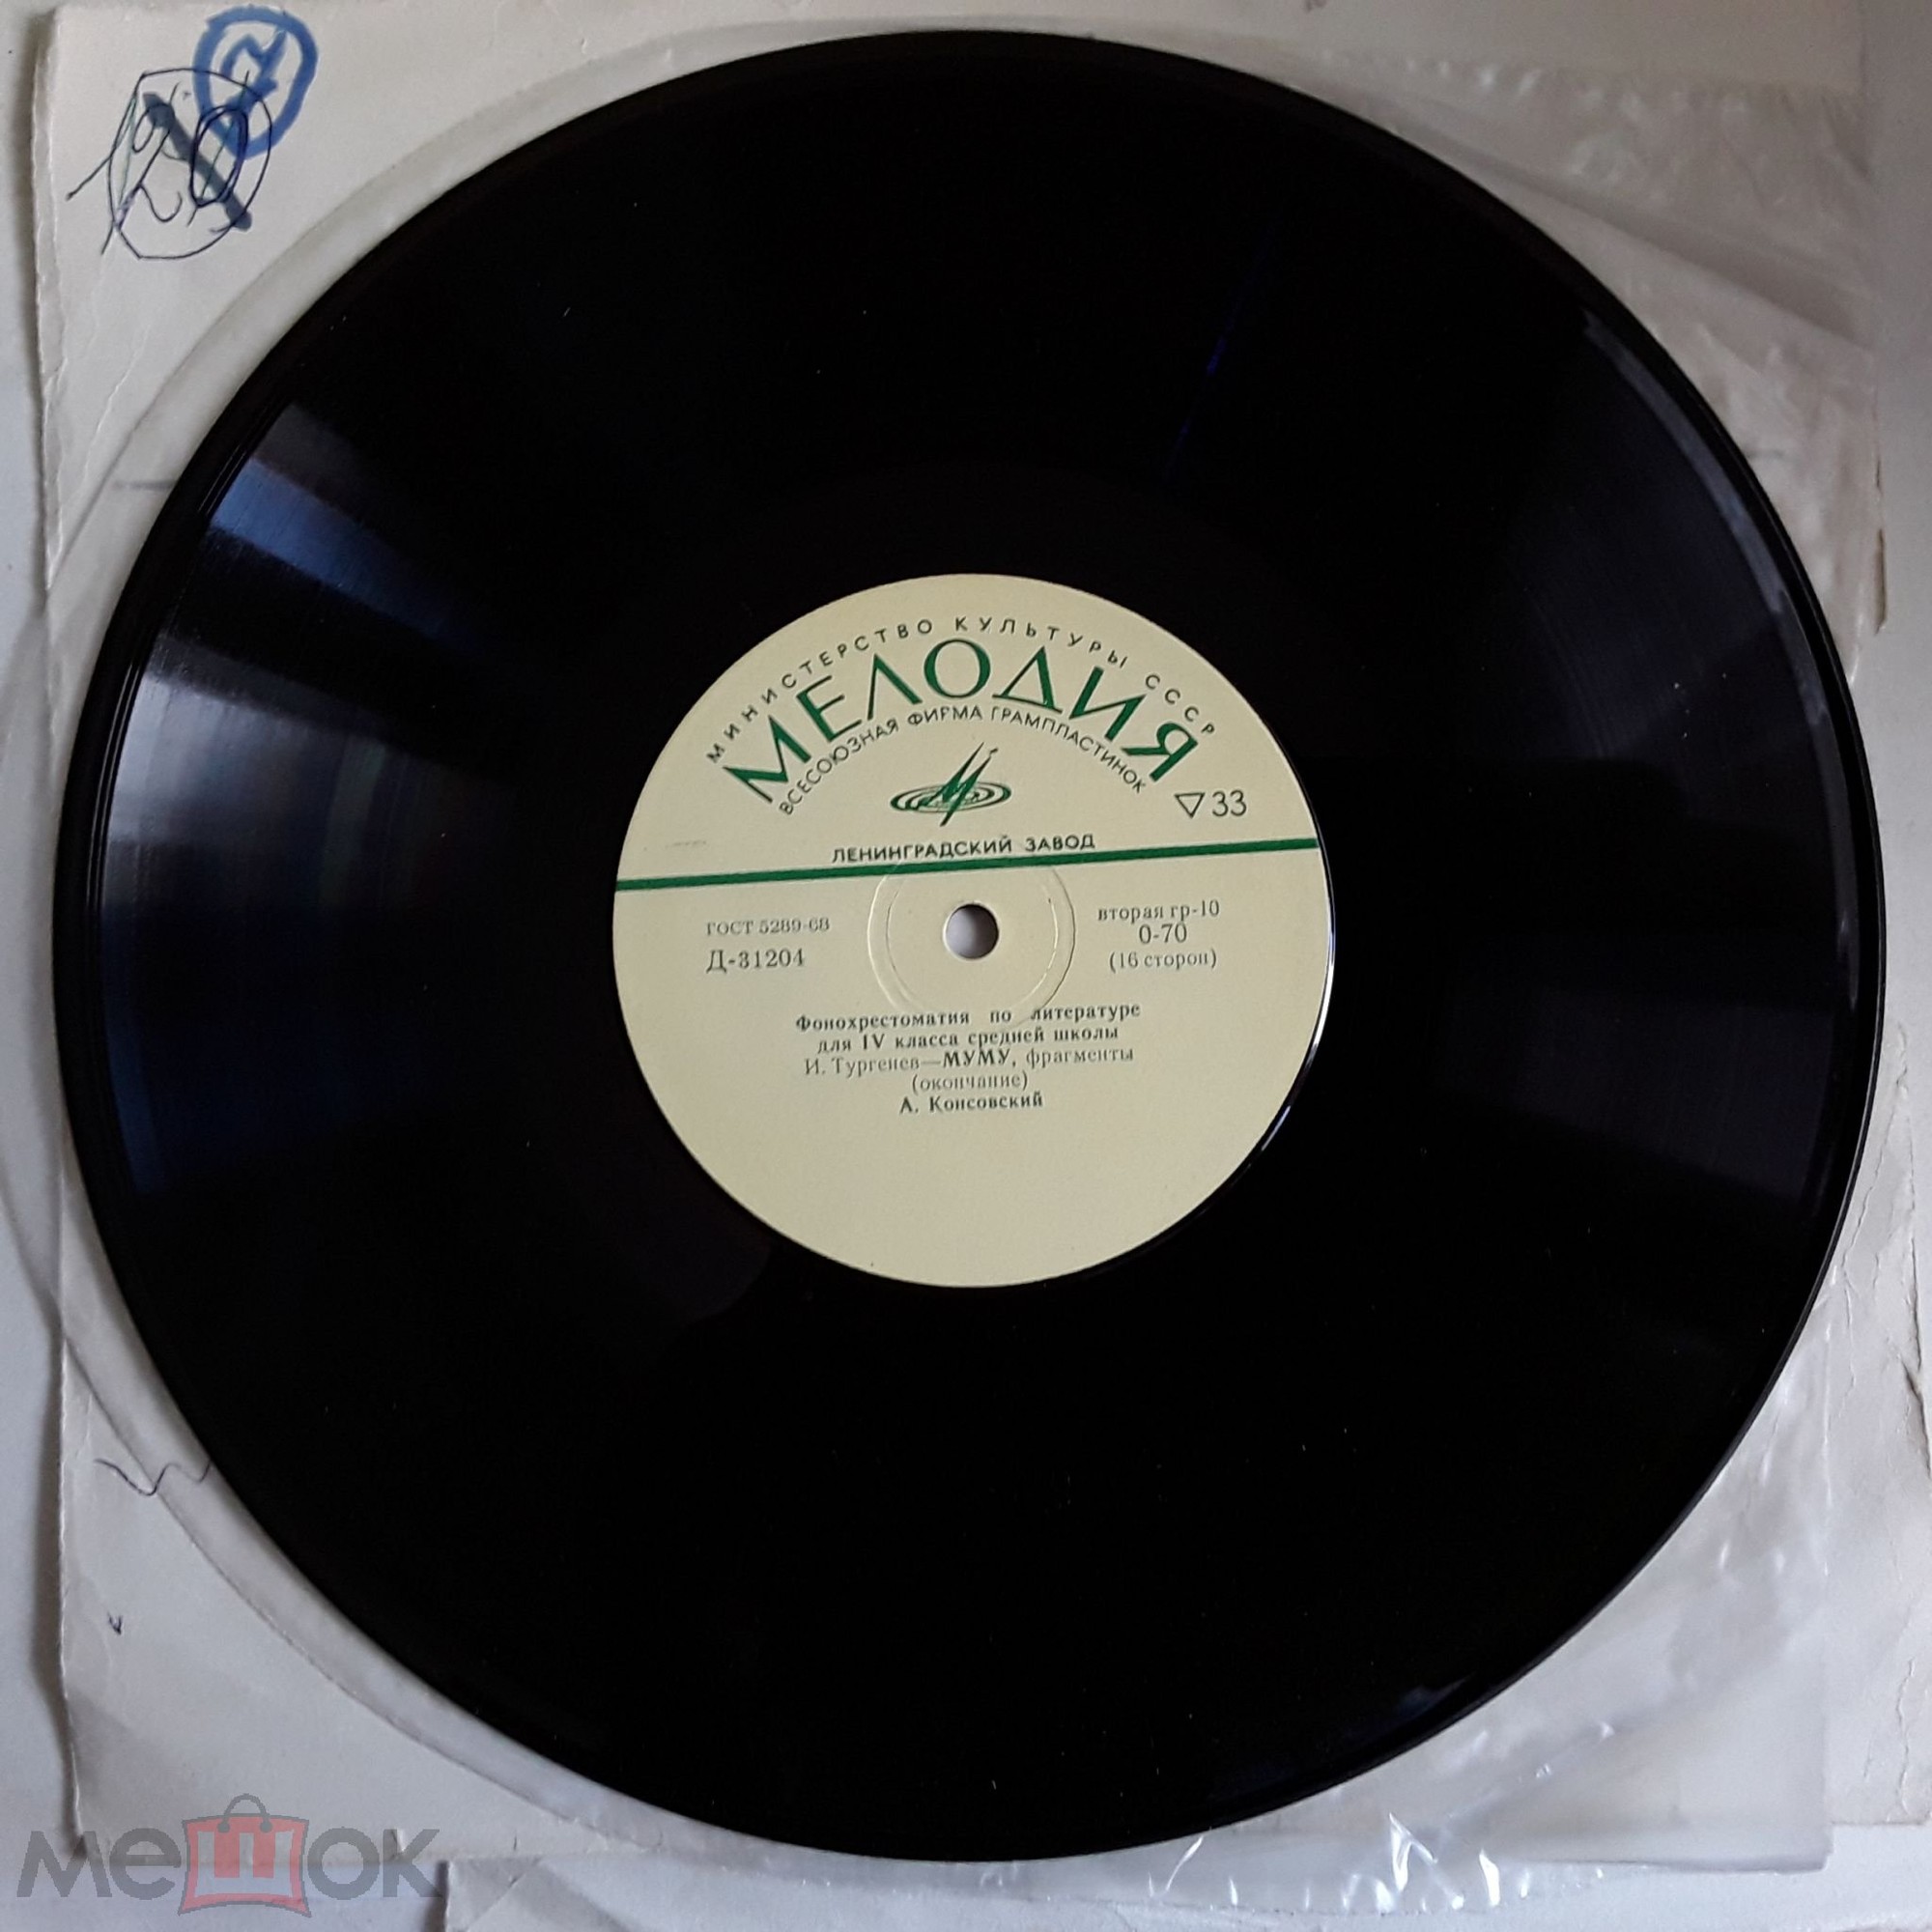 120
МИНИСТЕРСТВО КУЛЬТУРЫ СССР
МЕЛОДИЯ
ВСЕСОЮЗНАЯ ФИРМА ГРАМПЛАСТИНОК
▽33
ЛЕНИНГРАДСКИЙ ЗАВОД
ГОСТ 5289-68
Д-31204
вторая гр-10
0-70
(16 сторон)
Фонохрестоматия по литературе
для IV класса средней школы
И. Тургенев—МУМУ, фрагменты
(окончание)
А. Консовский
мешок